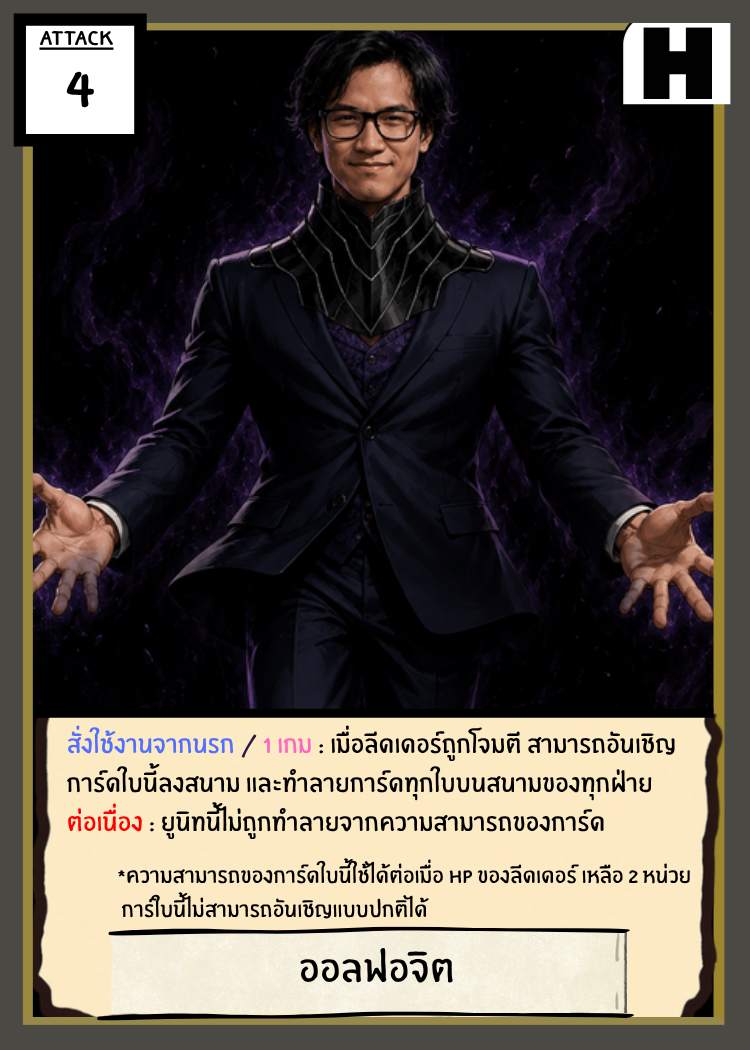 ATTACK
4
H
สั่งใช้งานจากนรก / 1 เกม : เมื่อลีดเดอร์ถูกโจมตี สามารถอันเชิญ
การ์ดใบนี้ลงสนาม และทำลายการ์ดทุกใบบนสนามของทุกฝ่าย
ต่อเนื่อง : ยูนิทนี้ไม่ถูกทำลายจากความสามารถของการ์ด
*ความสามารถของการ์ดใบนี้ใช้ได้ต่อเมื่อ HP ของลีดเดอร์ เหลือ 2 หน่วย
การ์ใบนี้ไม่สามารถอันเชิญแบบปกติได้
ออลฟอจิต